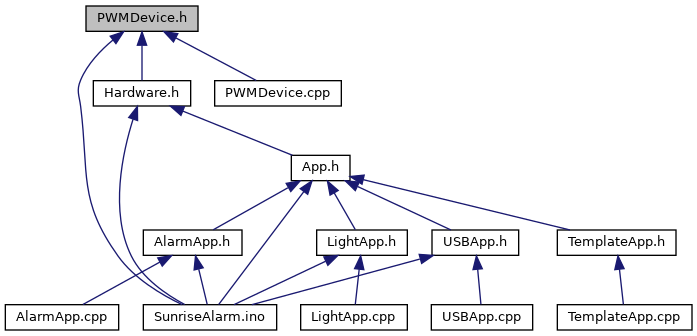 PWMDevice.h
Hardware.h
PWMDevice.cpp
App.h
AlarmApp.h
LightApp.h
USBApp.h
TemplateApp.h
AlarmApp.cpp
SunriseAlarm.ino
LightApp.cpp
USBApp.cpp
TemplateApp.cpp